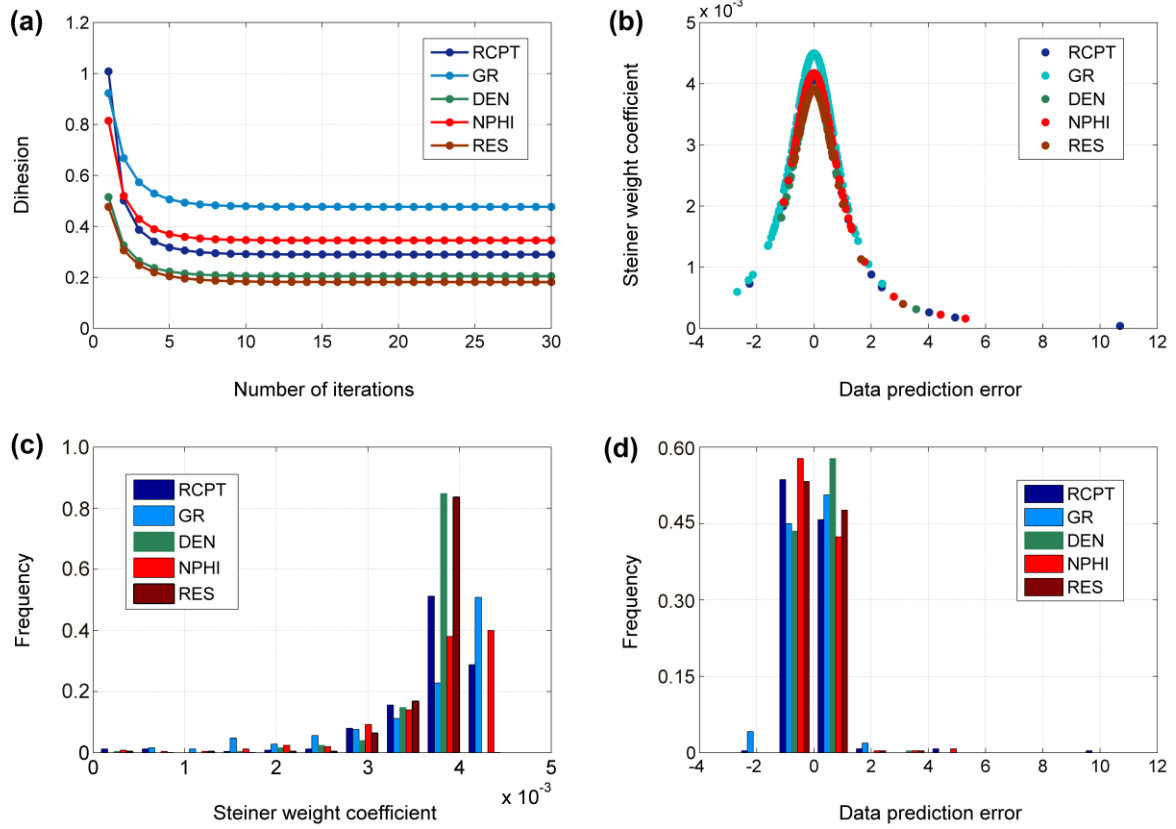 (a)
1.2
1
0.8
0.6
0.4
0.2
0
Dihesion
RCPT
GR
DEN
NPHI
RES
0 5 10 15 20 25 30
Number of iterations
(b)
x 10⁻³
5
4
3
2
1
0
Steiner weight coefficient
RCPT
GR
DEN
NPHI
RES
-4 -2 0 2 4 6 8 10 12
Data prediction error
(c)
1.0
0.8
0.6
0.4
0.2
0
Frequency
RCPT
GR
DEN
NPHI
RES
0 1 2 3 4 5
x 10⁻³
Steiner weight coefficient
(d)
0.60
0.45
0.30
0.15
0
Frequency
RCPT
GR
DEN
NPHI
RES
-4 -2 0 2 4 6 8 10 12
Data prediction error